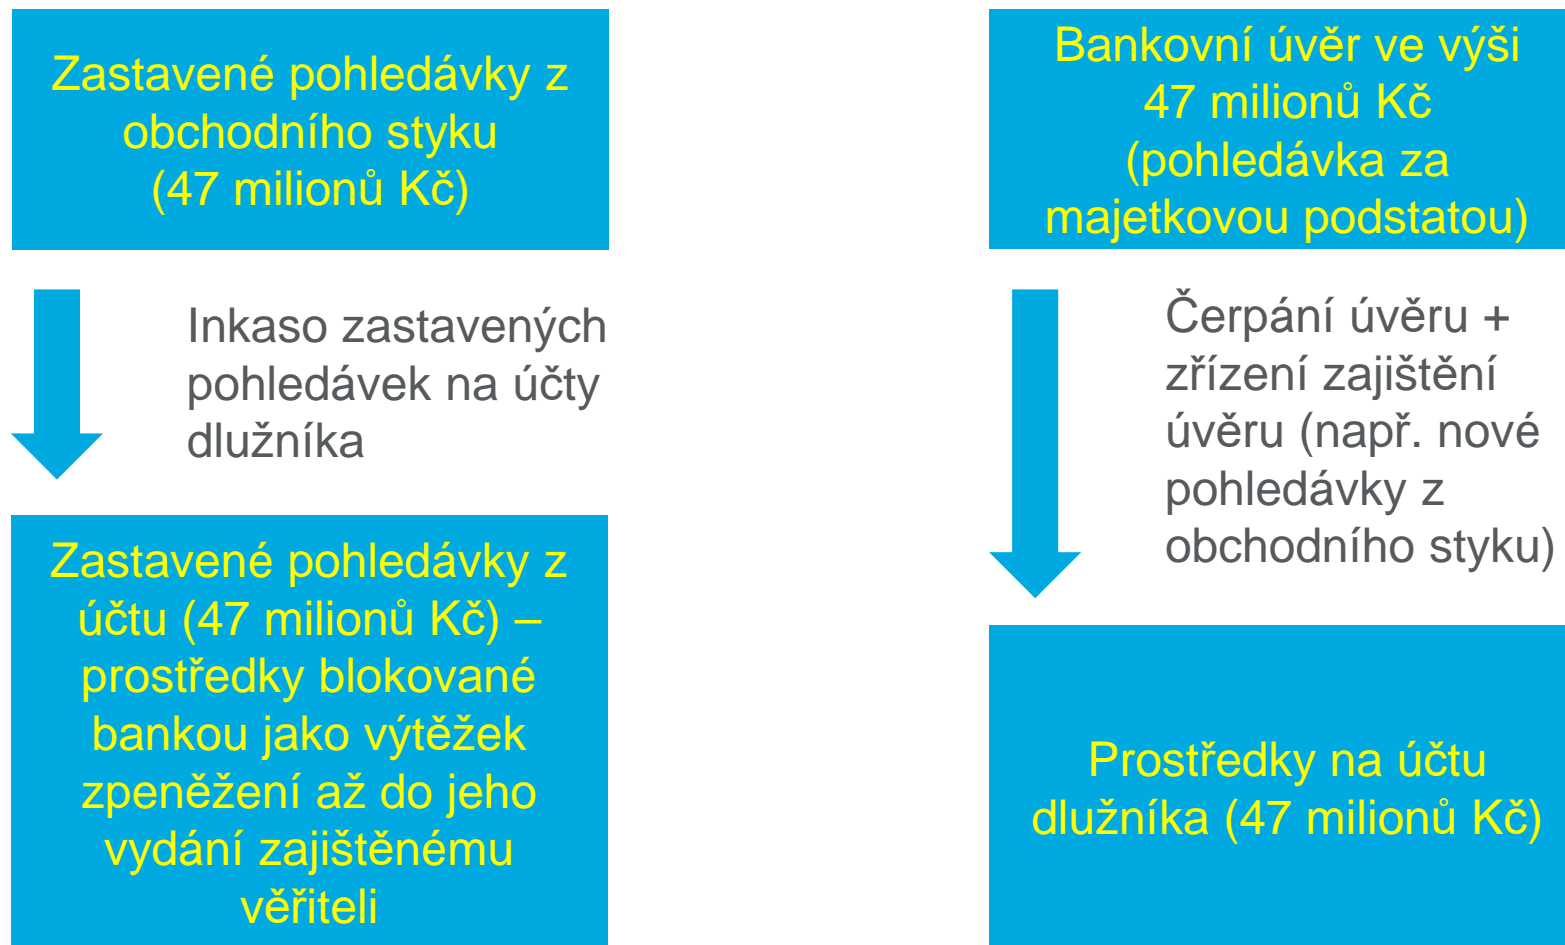 Zastavené pohledávky z
obchodního styku
(47 milionů Kč)
Inkaso zastavených
pohledávek na účty
dlužníka
Zastavené pohledávky z
účtu (47 milionů Kč) –
prostředky blokované
bankou jako výtěžek
zpeněžení až do jeho
vydání zajištěnému
věřiteli
Bankovní úvěr ve výši
47 milionů Kč
(pohledávka za
majetkovou podstatou)
Čerpání úvěru +
zřízení zajištění
úvěru (např. nové
pohledávky z
obchodního styku)
Prostředky na účtu
dlužníka (47 milionů Kč)